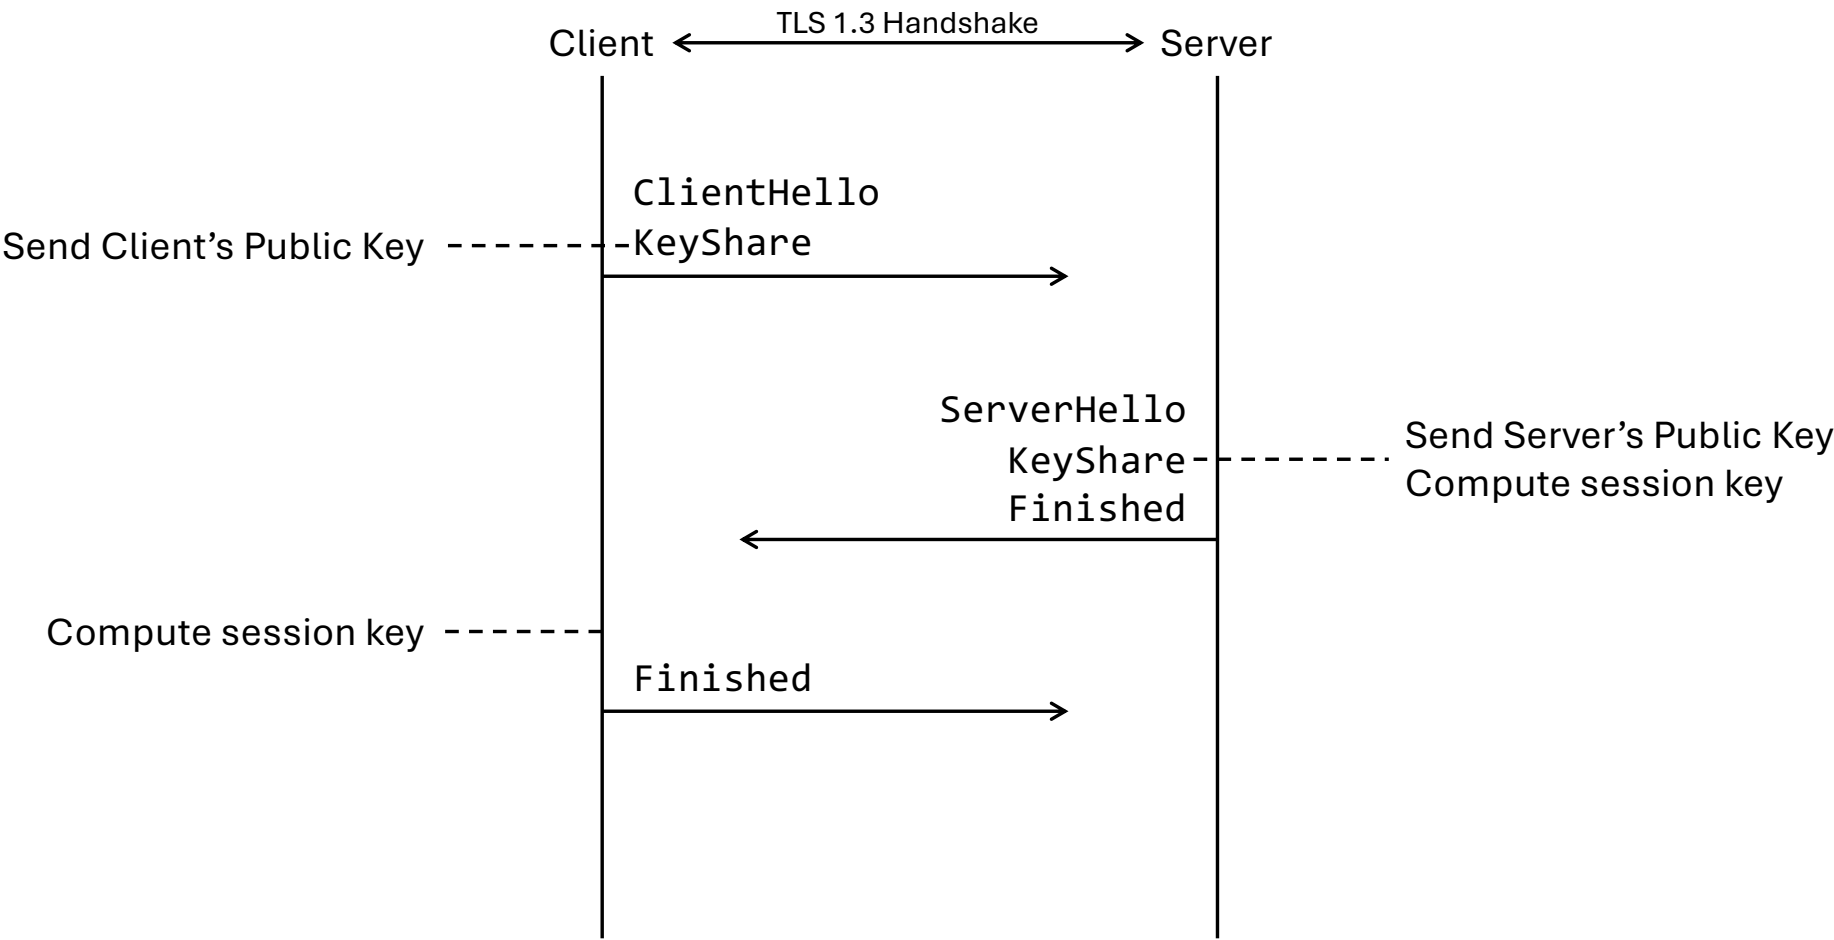 TLS 1.3 Handshake
Client
Server
ClientHello
Send Client’s Public Key
KeyShare
ServerHello
KeyShare
Finished
Send Server’s Public Key
Compute session key
Compute session key
Finished